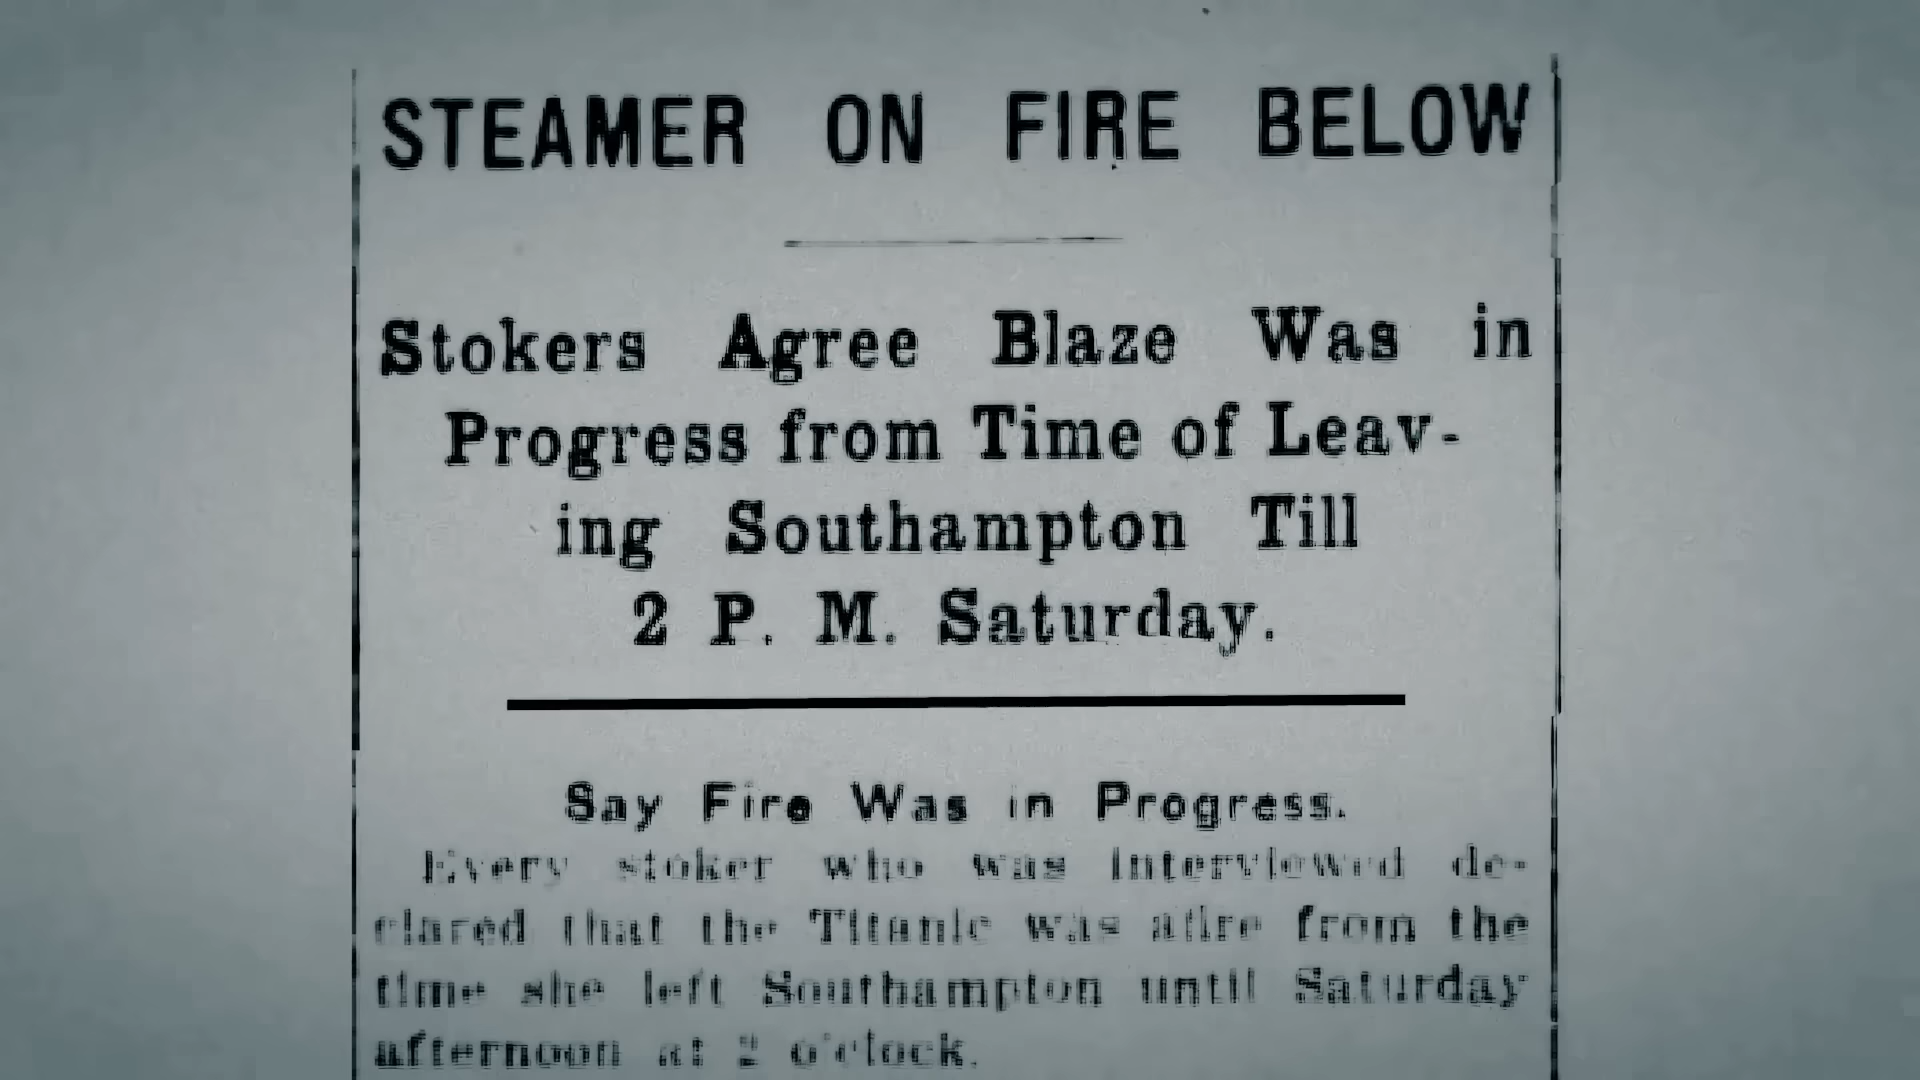 STEAMER ON FIRE BELOW
Stokers Agree Blaze Was in
Progress from Time of Leav-
ing Southampton Till
2 P. M. Saturday.
Say Fire Was in Progress.
Every stoker who was interviewed de-
clared that the Titanic was afire from the
time she left Southampton until Saturday
afternoon at 2 o'clock.